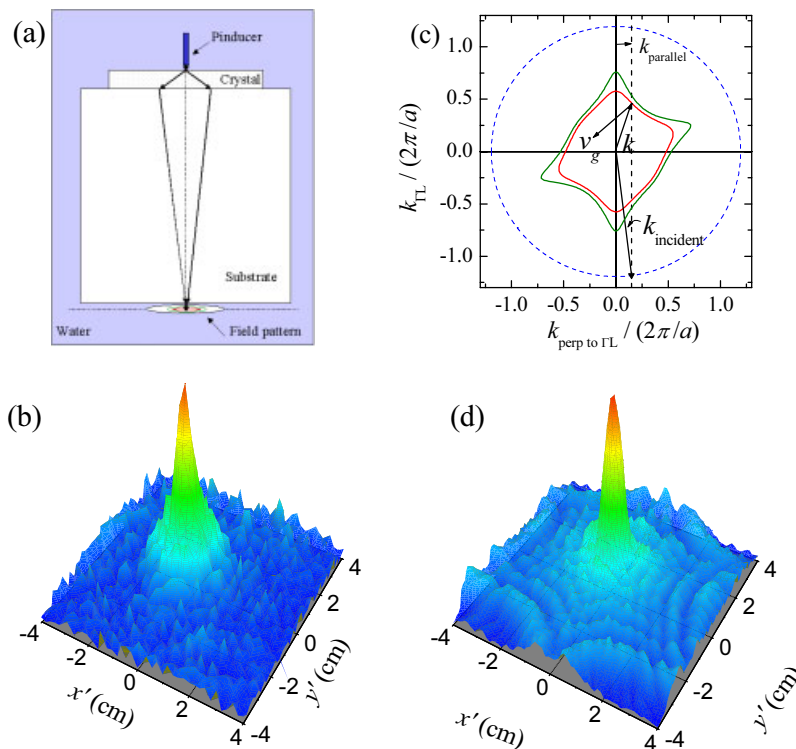 (a)
Pinducer
Crystal
Substrate
Water
Field pattern
(c)
1.0
0.5
0.0
-0.5
-1.0
k_ΓL / (2π/a)
k_parallel
v_g
k
k_incident
-1.0 -0.5 0.0 0.5 1.0
k_perp to ΓL / (2π/a)
(b)
-4
-2
0
2
4
x′ (cm)
-4
-2
0
2
4
y′ (cm)
(d)
-4
-2
0
2
4
x′ (cm)
-4
-2
0
2
4
y′ (cm)